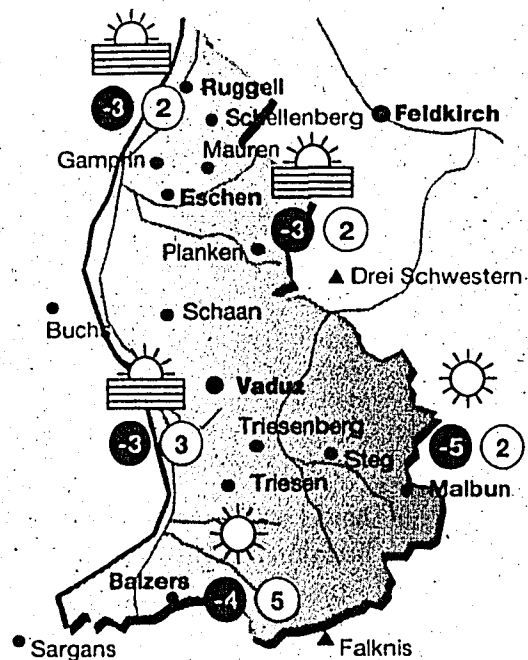 Ruggell
-3 2
Schellenberg
Feldkirch
Mauren
Gamprin
Eschen
-3 2
Planken
Drei Schwestern
Buchs
Schaan
Vaduz
-3 3
Triesenberg
-5 2
Steg
Triesen
Malbun
Balzers
-4 5
Sargans
Falknis